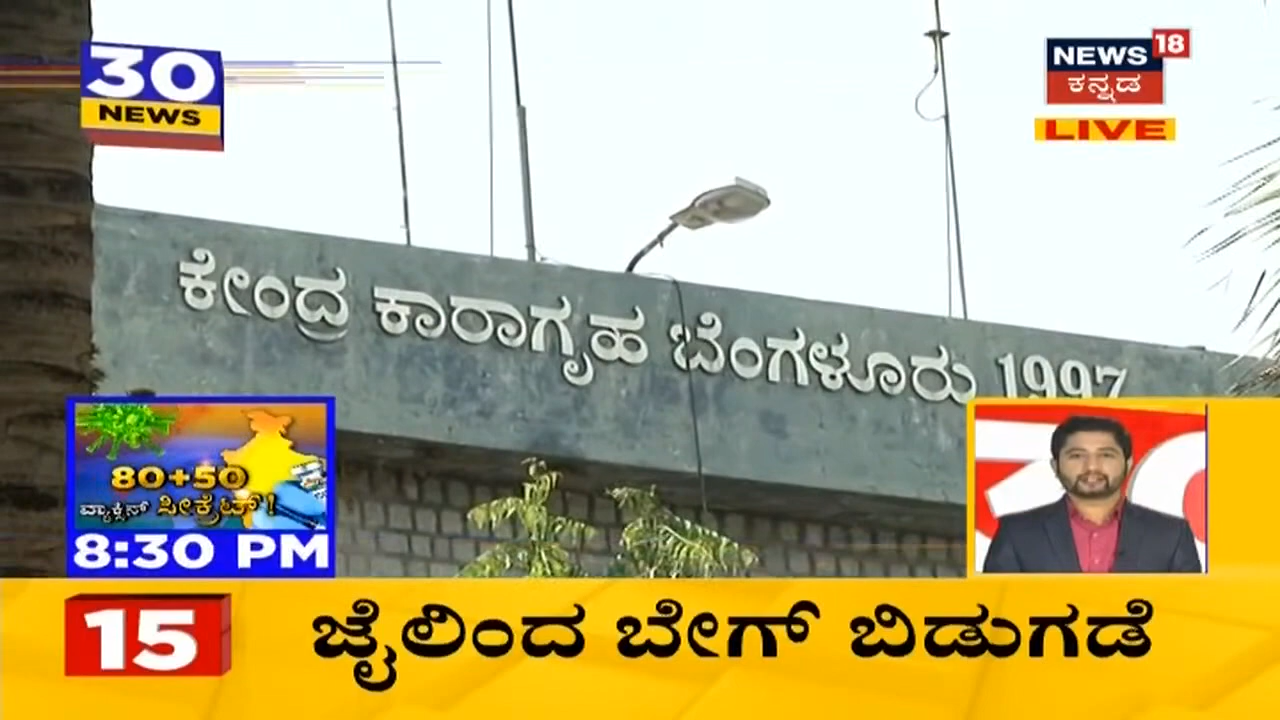 30
NEWS
NEWS 18
ಕನ್ನಡ
LIVE
ಕೇಂದ್ರ ಕಾರಾಗೃಹ ಬೆಂಗಳೂರು 1997
80+50
ವ್ಯಾಕ್ಸಿನ್ ಸೀಕ್ರೆಟ್!
8:30 PM
15 ಜೈಲಿಂದ ಬೇಗ್ ಬಿಡುಗಡೆ